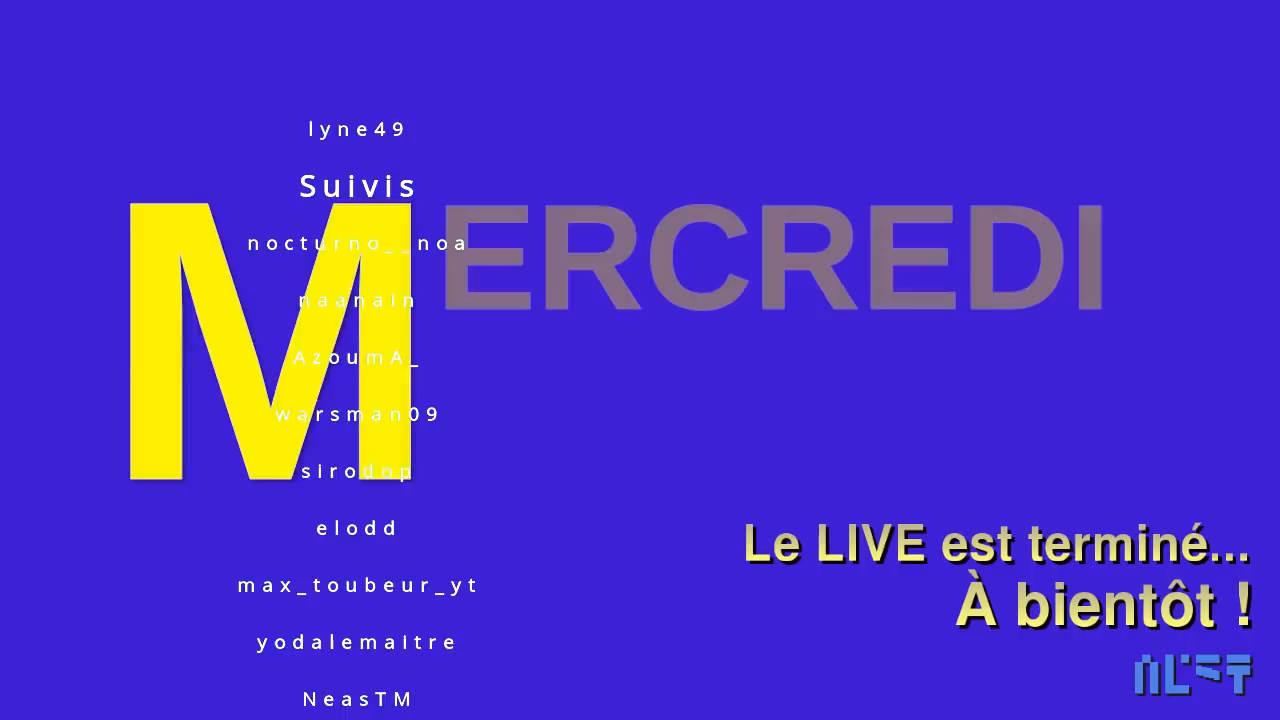 lyne49
Suivis
MERCREDI
nocturno__noa
naanain
AzoumA_
warsman09
sirodop
elodd
max_toubeur_yt
yodalemaitre
NeasTM
Le LIVE est terminé...
À bientôt !